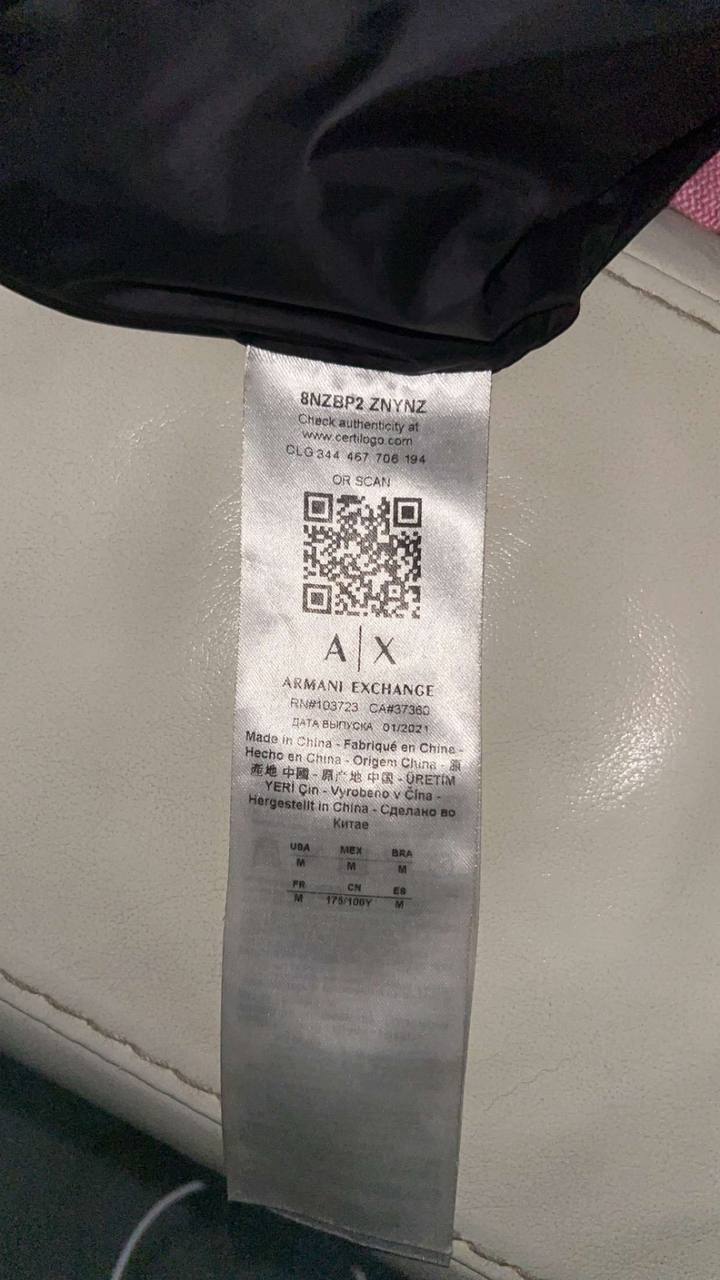 8NZBP2 ZNYNZ
Check authenticity at
www.certilogo.com
CLG 344 467 706 194
OR SCAN
A|X
ARMANI EXCHANGE
RN#103723 CA#37360
ДАТА ВЫПУСКА 01/2021
Made in China - Fabriqué en Chine -
Hecho en China - Origem China - 原
產地 中國 - 原产地 中国 - ÜRETİM
YERİ Çin - Vyrobeno v Čína -
Hergestellt in China - Сделано во
Китае
USA MEX BRA
M M M
FR CN ES
M 175/100Y M